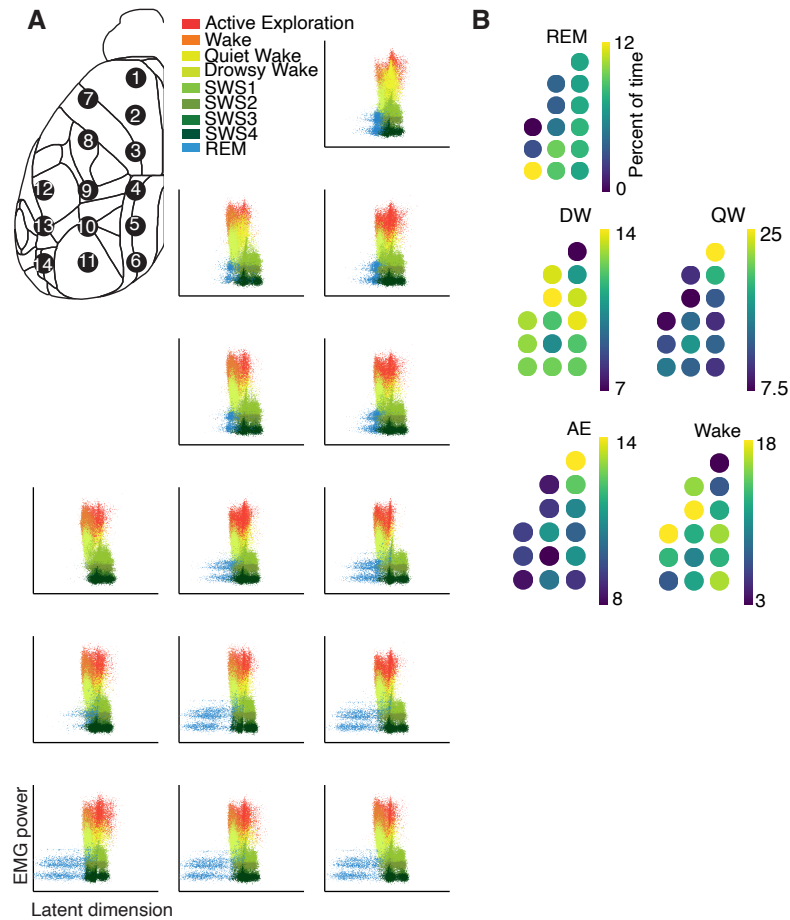 A
Active Exploration
Wake
Quiet Wake
Drowsy Wake
SWS1
SWS2
SWS3
SWS4
REM
1
2
3
4
5
6
7
8
9
10
11
12
13
14
EMG power
Latent dimension
B
REM
12
Percent of time
0
DW
14
7
QW
25
7.5
AE
14
8
Wake
18
3